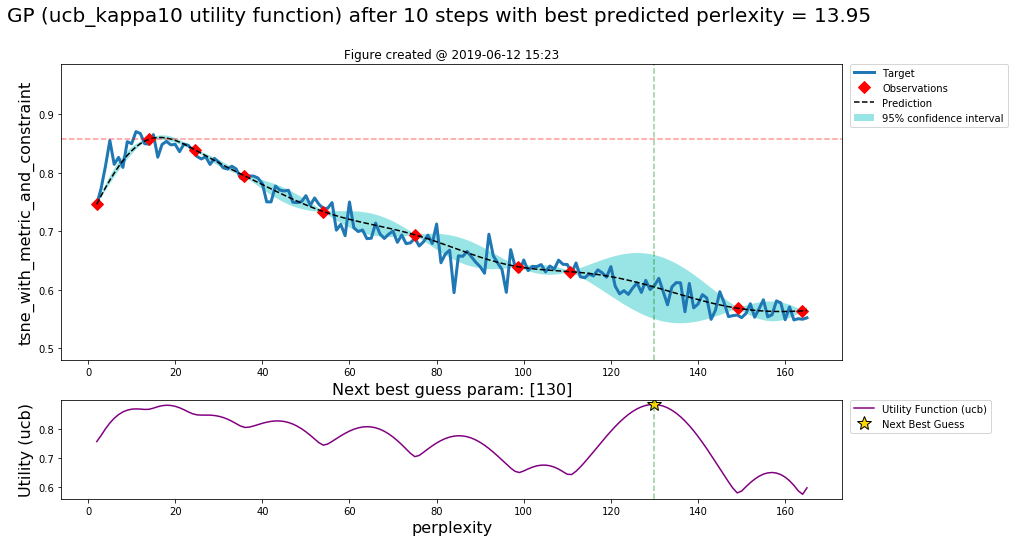 GP (ucb_kappa10 utility function) after 10 steps with best predicted perlexity = 13.95
Figure created @ 2019-06-12 15:23
tsne_with_metric_and_constraint
0.9
0.8
0.7
0.6
0.5
0 20 40 60 80 100 120 140 160
Target
Observations
Prediction
95% confidence interval
Next best guess param: [130]
Utility (ucb)
0.8
0.7
0.6
0 20 40 60 80 100 120 140 160
perplexity
Utility Function (ucb)
Next Best Guess